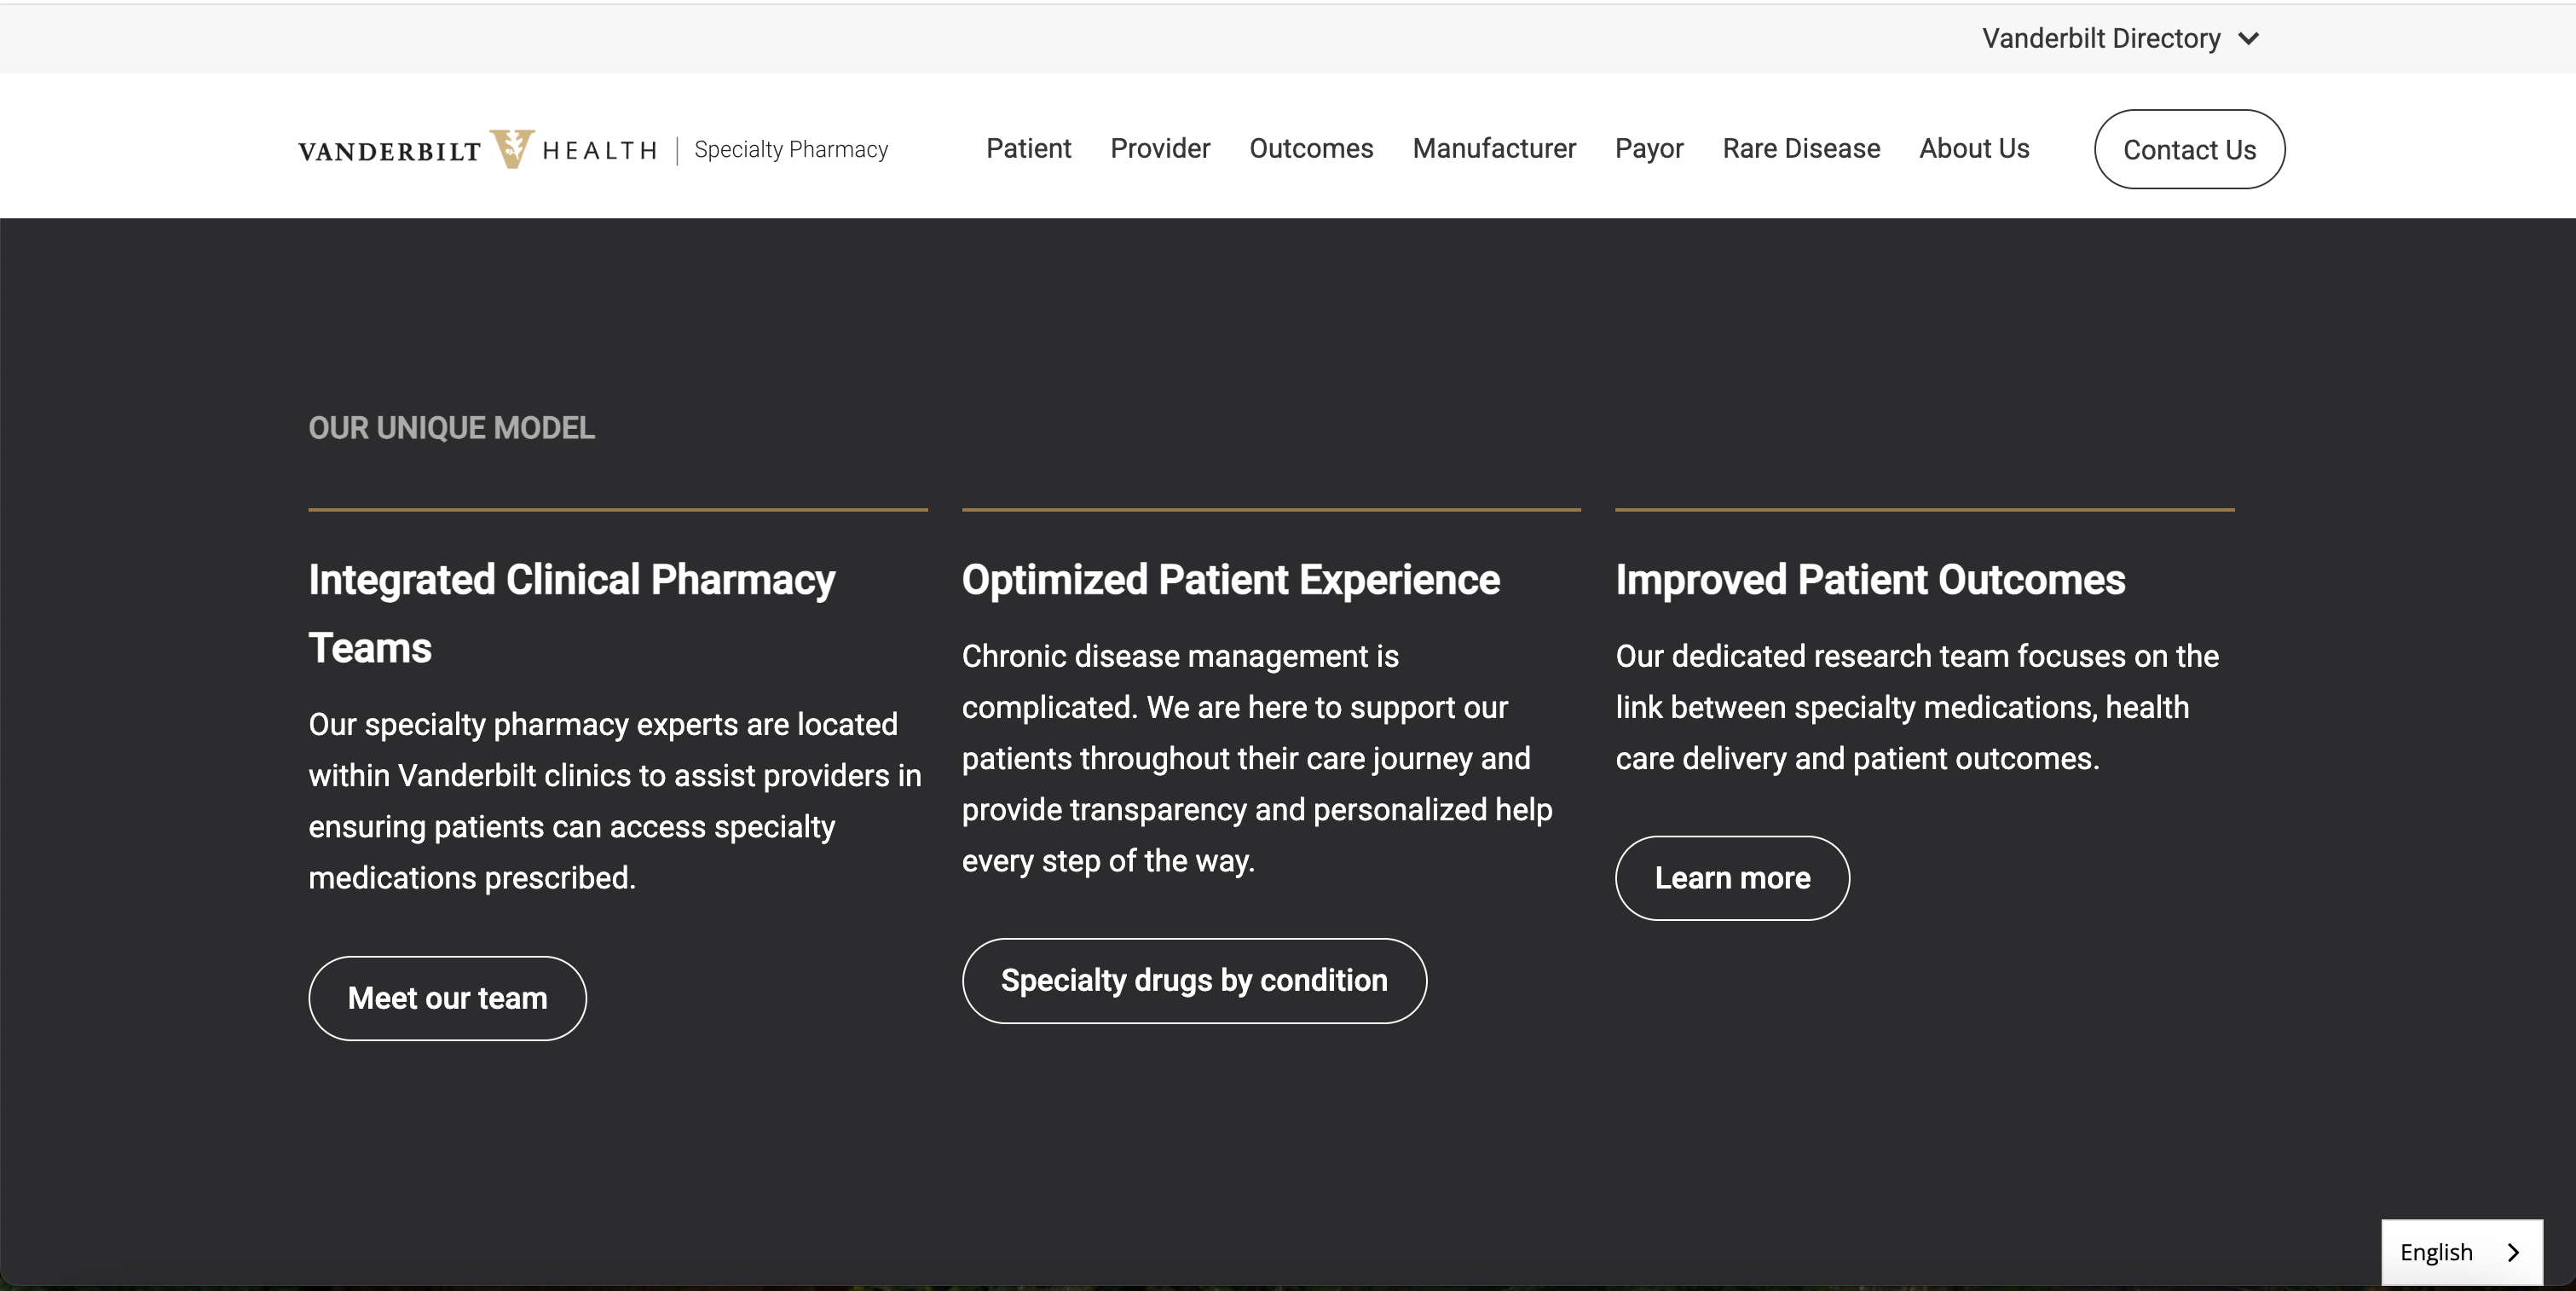 Vanderbilt Directory
VANDERBILT V HEALTH | Specialty Pharmacy
Patient Provider Outcomes Manufacturer Payor Rare Disease About Us Contact Us
OUR UNIQUE MODEL
Integrated Clinical Pharmacy
Teams
Our specialty pharmacy experts are located
within Vanderbilt clinics to assist providers in
ensuring patients can access specialty
medications prescribed.
Meet our team
Optimized Patient Experience
Chronic disease management is
complicated. We are here to support our
patients throughout their care journey and
provide transparency and personalized help
every step of the way.
Specialty drugs by condition
Improved Patient Outcomes
Our dedicated research team focuses on the
link between specialty medications, health
care delivery and patient outcomes.
Learn more
English